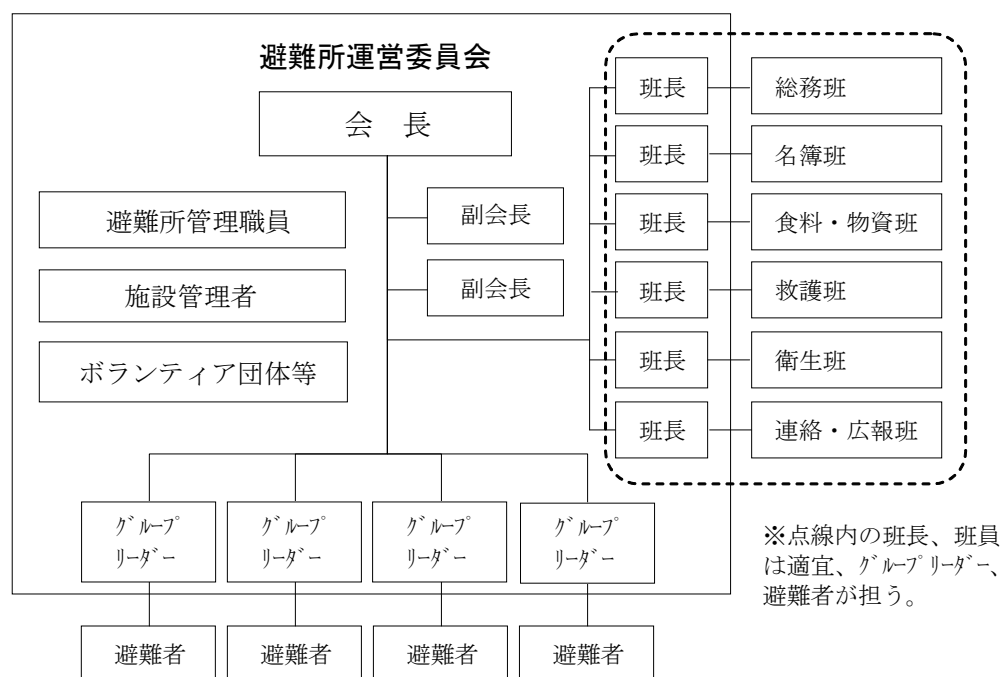 避難所運営委員会
会　長
副会長
副会長
避難所管理職員
施設管理者
ボランティア団体等
班長 総務班
班長 名簿班
班長 食料・物資班
班長 救護班
班長 衛生班
班長 連絡・広報班
ｸﾞﾙｰﾌﾟ
ﾘｰﾀﾞｰ
ｸﾞﾙｰﾌﾟ
ﾘｰﾀﾞｰ
ｸﾞﾙｰﾌﾟ
ﾘｰﾀﾞｰ
ｸﾞﾙｰﾌﾟ
ﾘｰﾀﾞｰ
避難者
避難者
避難者
避難者
※点線内の班長、班員
は適宜、ｸﾞﾙｰﾌﾟﾘｰﾀﾞｰ、
避難者が担う。